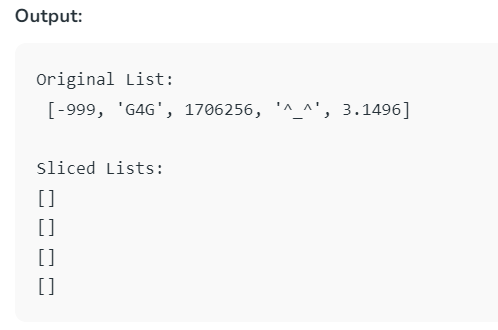 Output:
Original List:
[-999, 'G4G', 1706256, '^_^', 3.1496]
Sliced Lists:
[]
[]
[]
[]